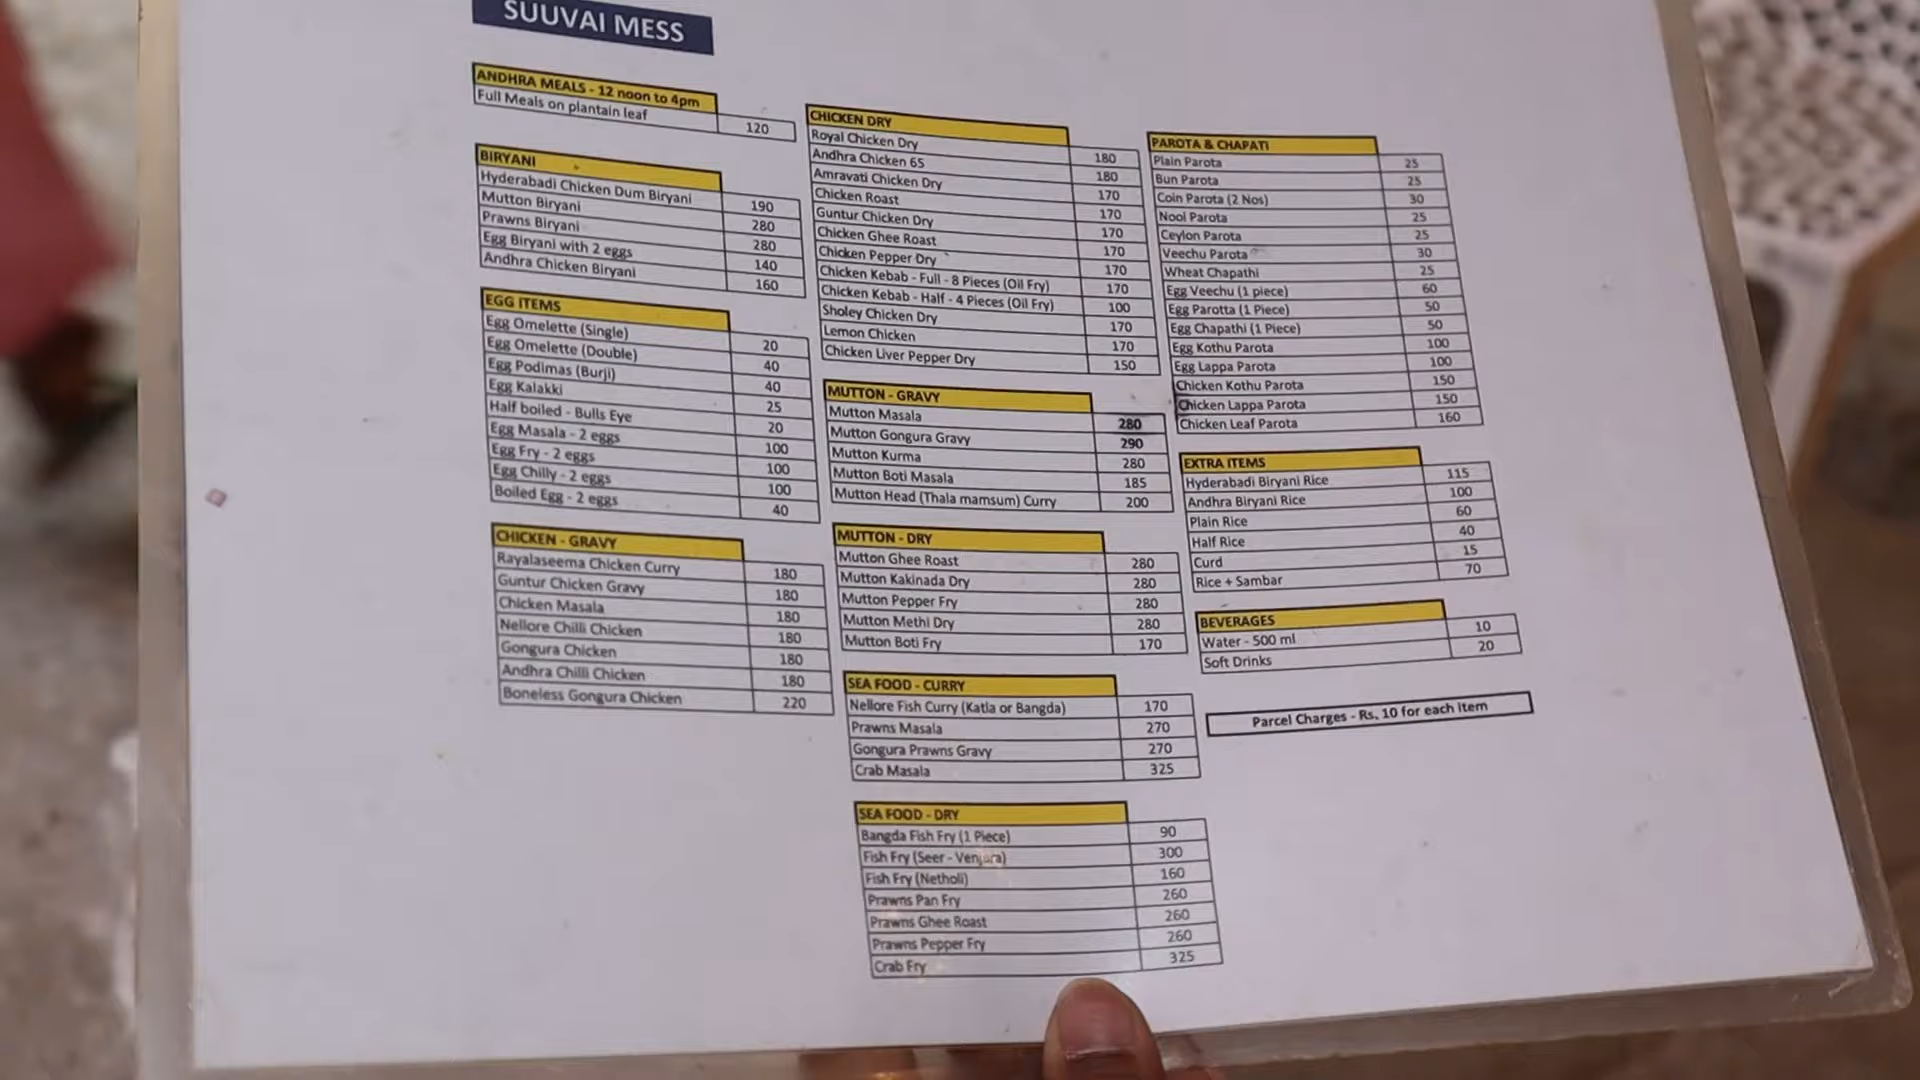 SUUVAI MESS
ANDHRA MEALS - 12 noon to 4pm
Full Meals on plantain leaf 120
BIRYANI
Hyderabadi Chicken Dum Biryani 190
Mutton Biryani 280
Prawns Biryani 280
Egg Biryani with 2 eggs 140
Andhra Chicken Biryani 160
EGG ITEMS
Egg Omelette (Single) 20
Egg Omelette (Double) 40
Egg Podimas (Burji) 40
Egg Kalakki 25
Half boiled - Bulls Eye 20
Egg Masala - 2 eggs 100
Egg Fry - 2 eggs 100
Egg Chilly - 2 eggs 100
Boiled Egg - 2 eggs 40
CHICKEN - GRAVY
Rayalaseema Chicken Curry 180
Guntur Chicken Gravy 180
Chicken Masala 180
Nellore Chilli Chicken 180
Gongura Chicken 180
Andhra Chilli Chicken 180
Boneless Gongura Chicken 220
CHICKEN DRY
Royal Chicken Dry 180
Andhra Chicken 65 180
Amravati Chicken Dry 170
Chicken Roast 170
Guntur Chicken Dry 170
Chicken Ghee Roast 170
Chicken Pepper Dry 170
Chicken Kebab - Full - 8 Pieces (Oil Fry) 170
Chicken Kebab - Half - 4 Pieces (Oil Fry) 100
Sholey Chicken Dry 170
Lemon Chicken 170
Chicken Liver Pepper Dry 150
MUTTON - GRAVY
Mutton Masala 280
Mutton Gongura Gravy 290
Mutton Kurma 280
Mutton Boti Masala 185
Mutton Head (Thala mamsum) Curry 200
MUTTON - DRY
Mutton Ghee Roast 280
Mutton Kakinada Dry 280
Mutton Pepper Fry 280
Mutton Methi Dry 280
Mutton Boti Fry 170
SEA FOOD - CURRY
Nellore Fish Curry (Katla or Bangda) 170
Prawns Masala 270
Gongura Prawns Gravy 270
Crab Masala 325
SEA FOOD - DRY
Bangda Fish Fry (1 Piece) 90
Fish Fry (Seer - Venjara) 300
Fish Fry (Netholi) 160
Prawns Pan Fry 260
Prawns Ghee Roast 260
Prawns Pepper Fry 260
Crab Fry 325
PAROTA & CHAPATI
Plain Parota 25
Bun Parota 25
Coin Parota (2 Nos) 30
Nool Parota 25
Ceylon Parota 25
Veechu Parota 30
Wheat Chapathi 25
Egg Veechu (1 piece) 60
Egg Parotta (1 Piece) 50
Egg Chapathi (1 Piece) 50
Egg Kothu Parota 100
Egg Lappa Parota 100
Chicken Kothu Parota 150
Chicken Lappa Parota 150
Chicken Leaf Parota 160
EXTRA ITEMS
Hyderabad Biryani Rice 115
Andhra Biryani Rice 100
Plain Rice 60
Half Rice 40
Curd 15
Rice + Sambar 70
BEVERAGES
Water - 500 ml 10
Soft Drinks 20
Parcel Charges - Rs. 10 for each Item